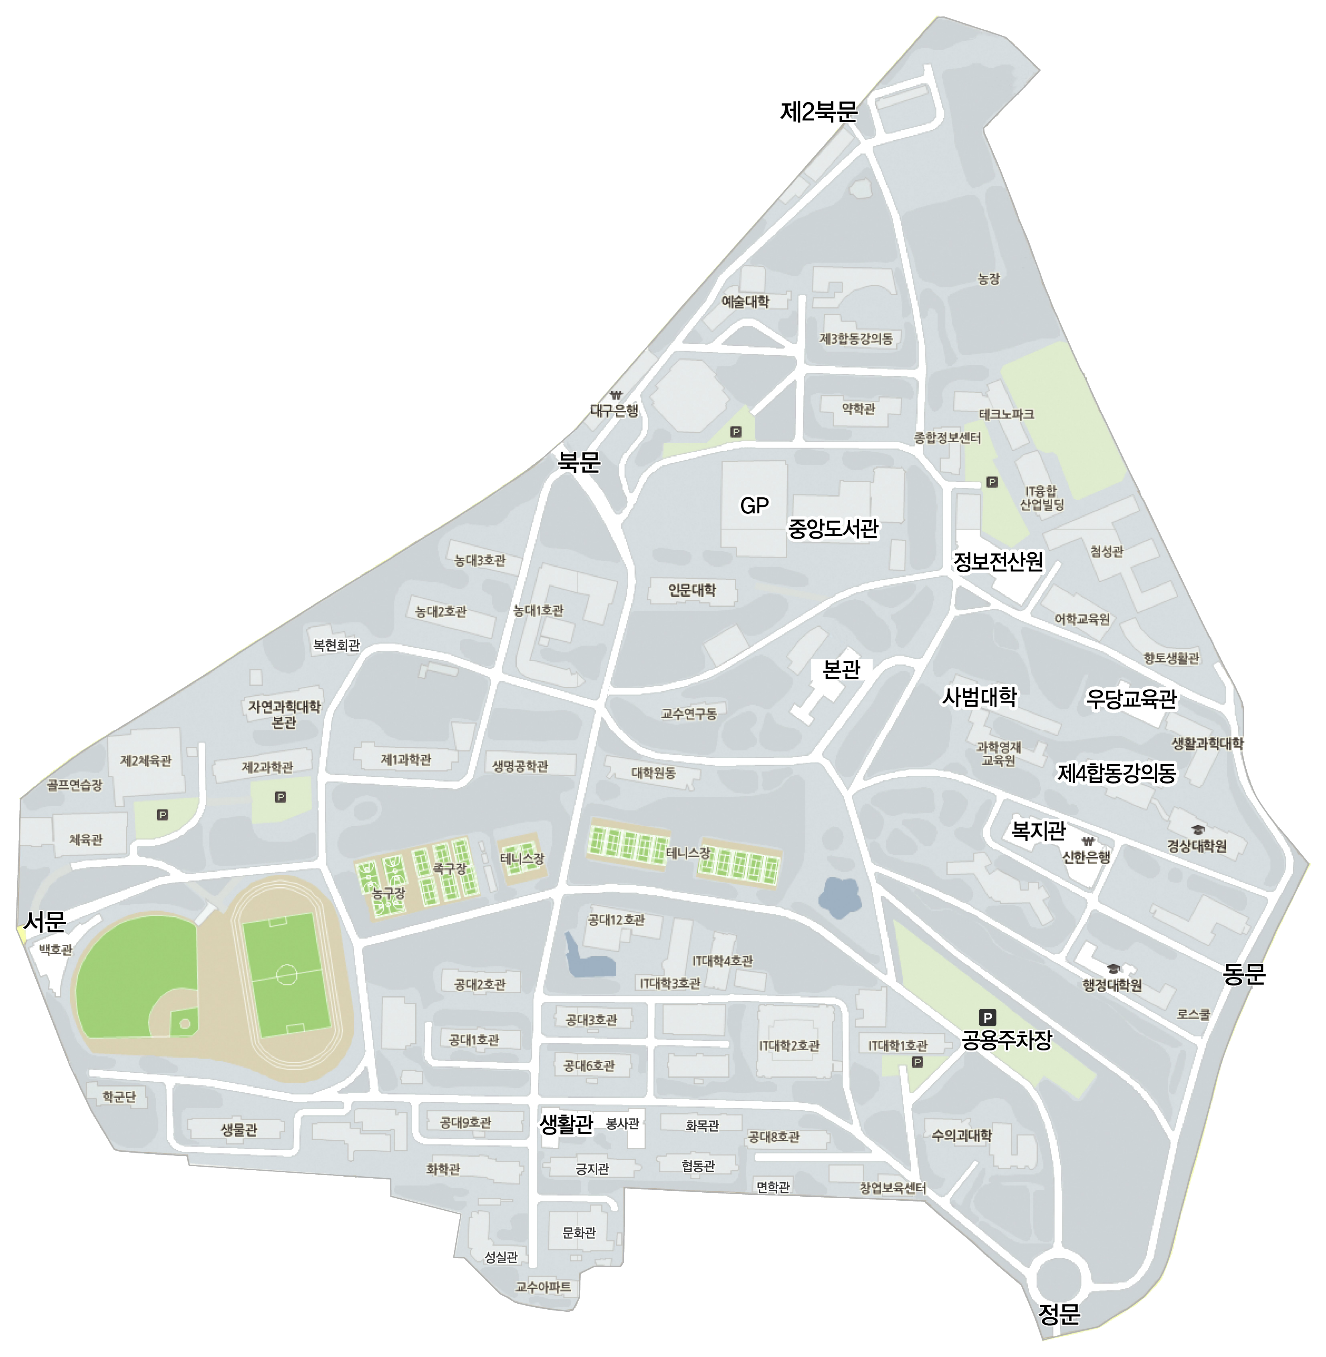 제2북문
농장
예술대학
제3합동강의동
₩
대구은행
약학관
테크노파크
P
종합정보센터
북문
P
IT융합
산업빌딩
GP
중앙도서관
첨성관
농대3호관
정보전산원
인문대학
농대2호관
농대1호관
어학교육원
복현회관
향토생활관
본관
사범대학
우당교육관
자연과학대학
본관
교수연구동
생활과학대학
과학영재
교육원
제2체육관
제2과학관
제1과학관
생명공학관
대학원동
제4합동강의동
골프연습장
P
P
체육관
복지관
₩
신한은행
경상대학원
테니스장
테니스장
족구장
농구장
서문
백호관
공대12호관
IT대학4호관
IT대학3호관
동문
행정대학원
공대2호관
로스쿨
P
공대3호관
공대1호관
IT대학2호관
IT대학1호관
공용주차장
P
공대6호관
학군단
생물관
공대9호관
생활관
봉사관
화목관
공대8호관
수의과대학
화학관
긍지관
협동관
면학관
창업보육센터
문화관
성실관
교수아파트
정문